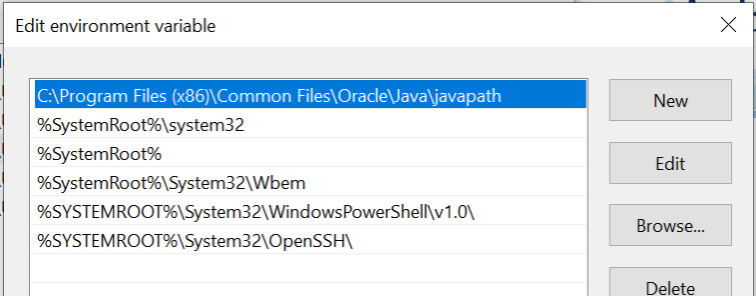 Edit environment variable
C:\Program Files (x86)\Common Files\Oracle\Java\javapath
New
%SystemRoot%\system32
%SystemRoot%
Edit
%SystemRoot%\System32\Wbem
%SYSTEMROOT%\System32\WindowsPowerShell\v1.0\
Browse...
%SYSTEMROOT%\System32\OpenSSH\
Delete